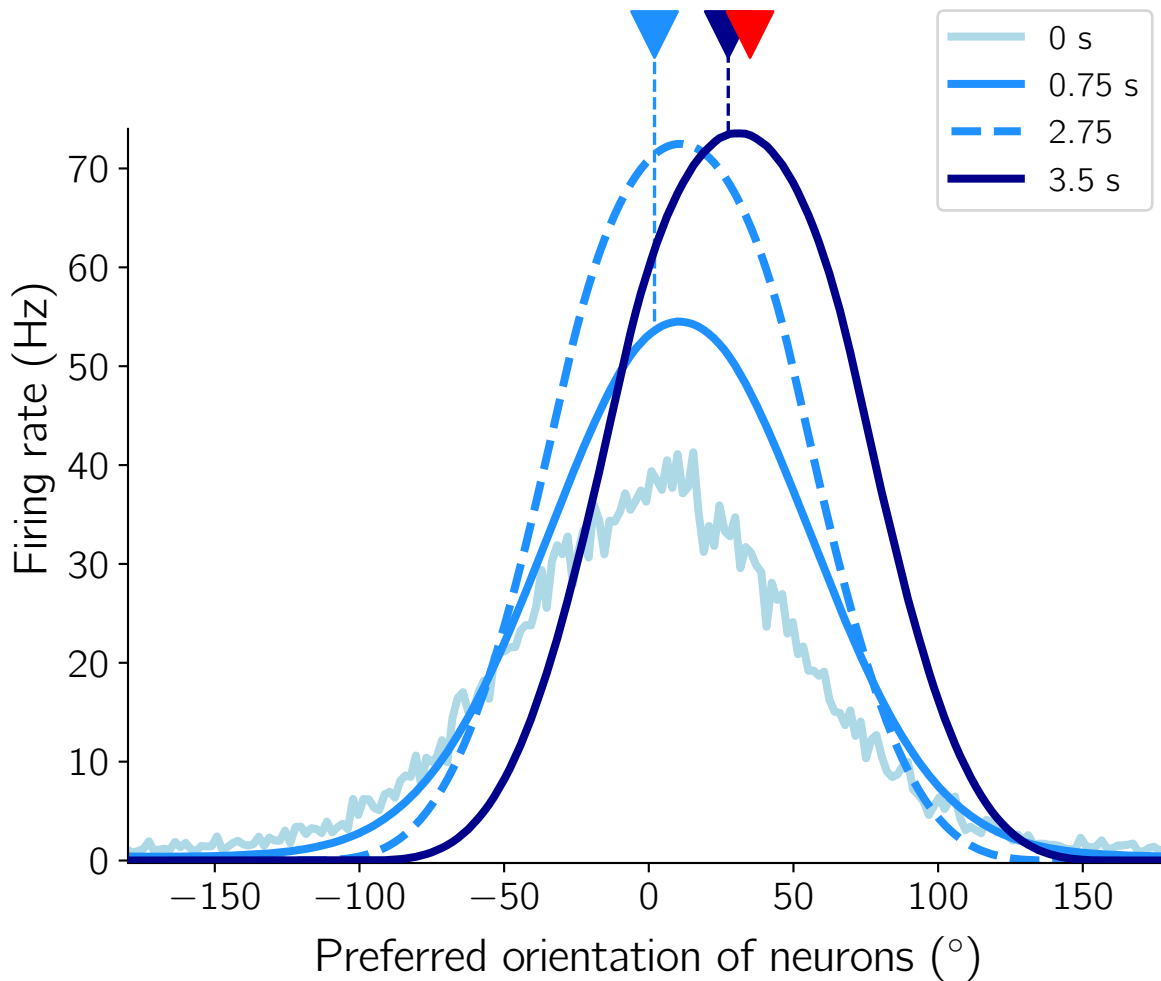 0 s
0.75 s
2.75
3.5 s
70
60
50
40
30
20
10
0
Firing rate (Hz)
−150 −100 −50 0 50 100 150
Preferred orientation of neurons (°)